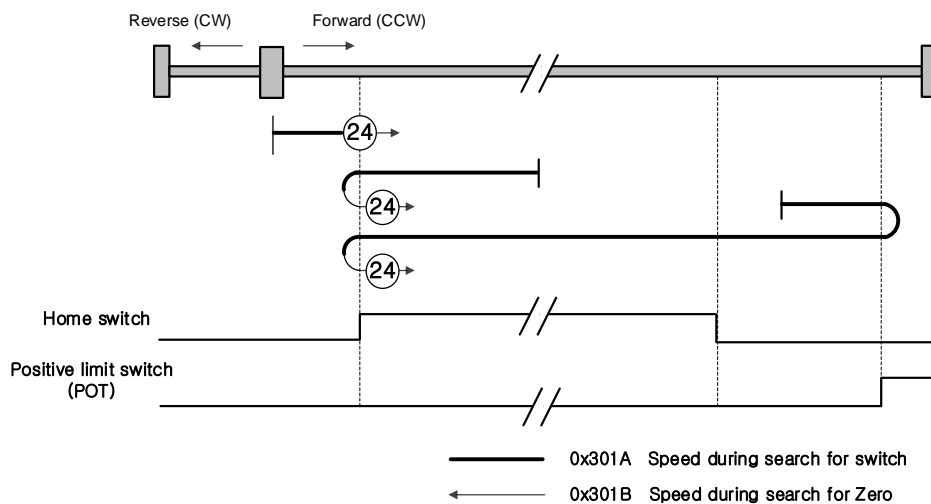 Reverse (CW)
Forward (CCW)
24
24
24
Home switch
Positive limit switch
(POT)
0x301A Speed during search for switch
0x301B Speed during search for Zero